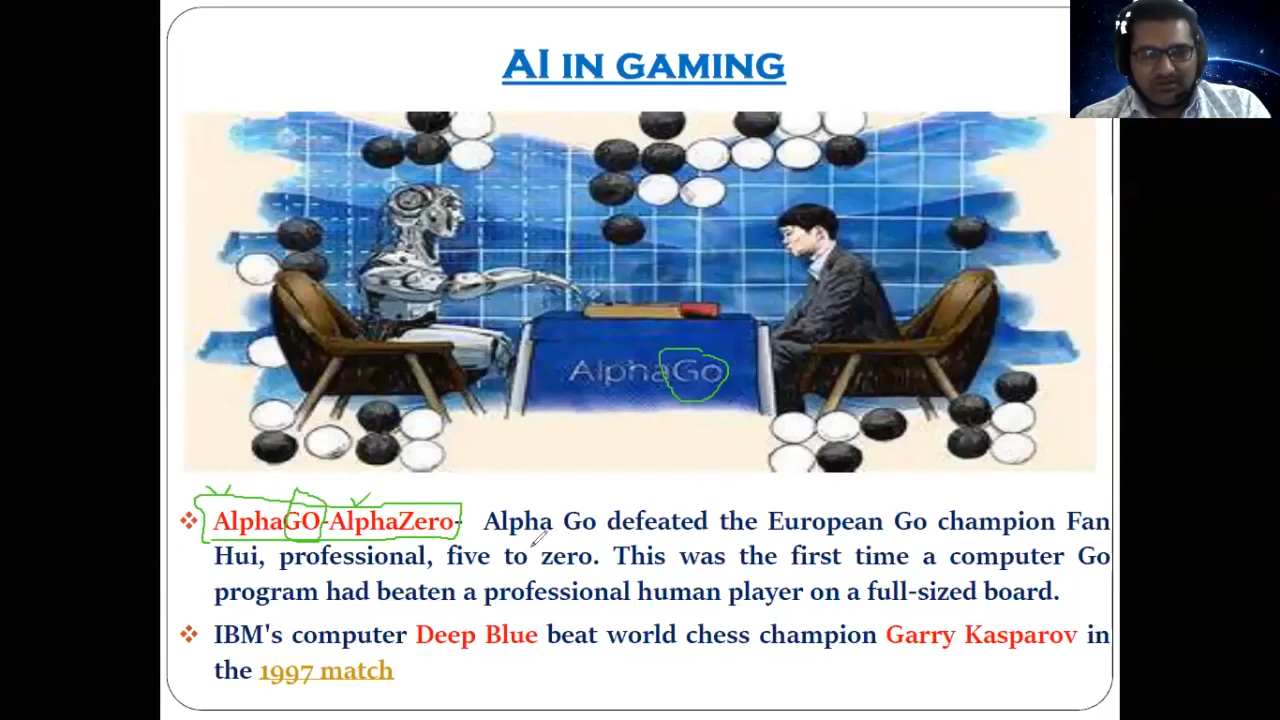 AI IN GAMING
AlphaGo
AlphaGO-AlphaZero- Alpha Go defeated the European Go champion Fan
Hui, professional, five to zero. This was the first time a computer Go
program had beaten a professional human player on a full-sized board.
IBM's computer Deep Blue beat world chess champion Garry Kasparov in
the 1997 match